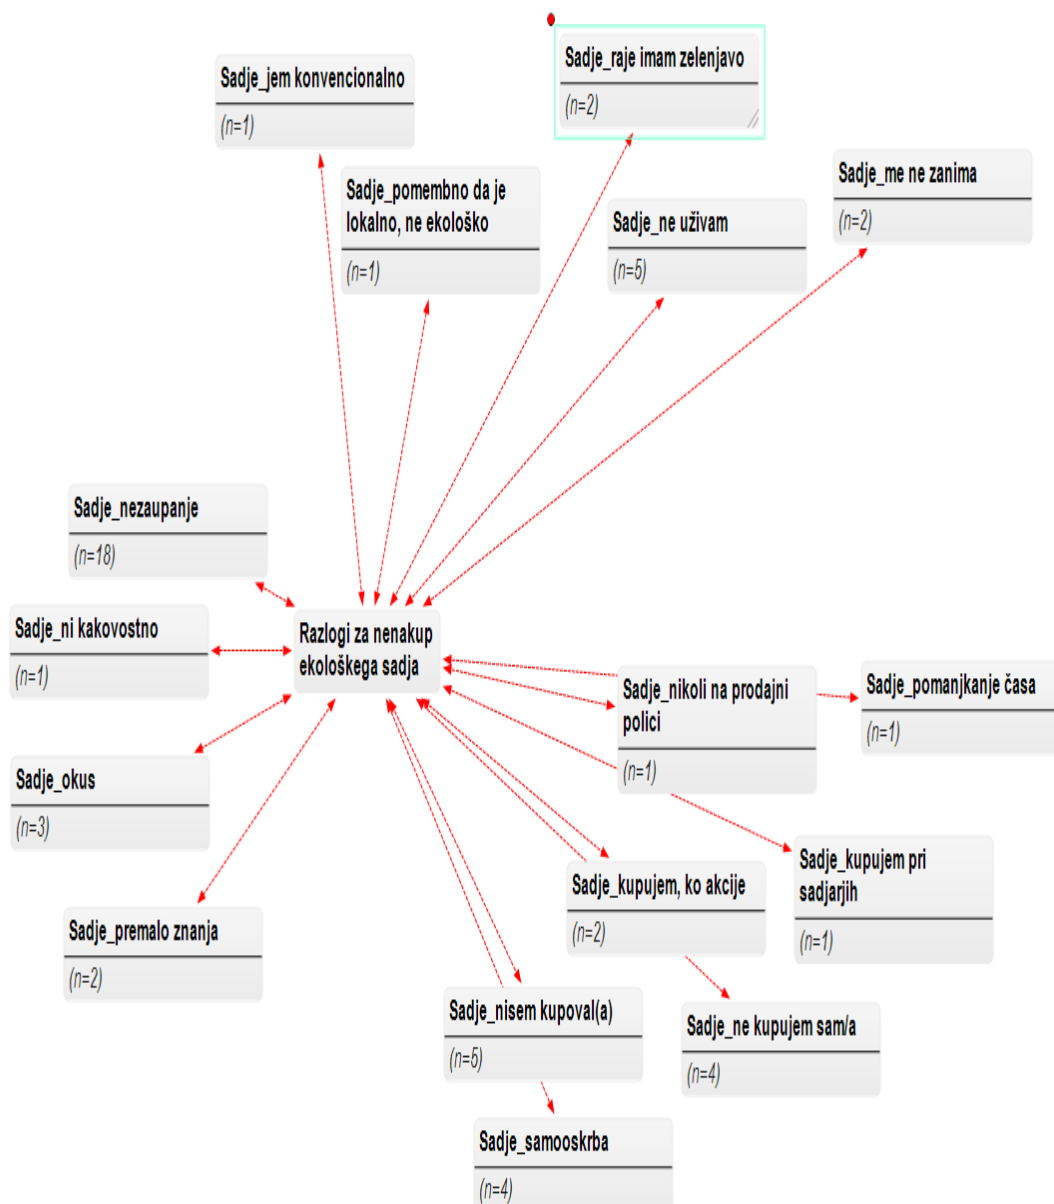 Sadje_raje imam zelenjavo
(n=2)
Sadje_jem konvencionalno
(n=1)
Sadje_pomembno da je
lokalno, ne ekološko
(n=1)
Sadje_me ne zanima
(n=2)
Sadje_ne uživam
(n=5)
Sadje_nezaupanje
(n=18)
Sadje_ni kakovostno
(n=1)
Razlogi za nenakup
ekološkega sadja
Sadje_nikoli na prodajni
polici
(n=1)
Sadje_pomanjkanje časa
(n=1)
Sadje_okus
(n=3)
Sadje_kupujem pri
sadjarjih
(n=1)
Sadje_kupujem, ko akcije
(n=2)
Sadje_premalo znanja
(n=2)
Sadje_nisem kupoval(a)
(n=5)
Sadje_ne kupujem sam/a
(n=4)
Sadje_samooskrba
(n=4)